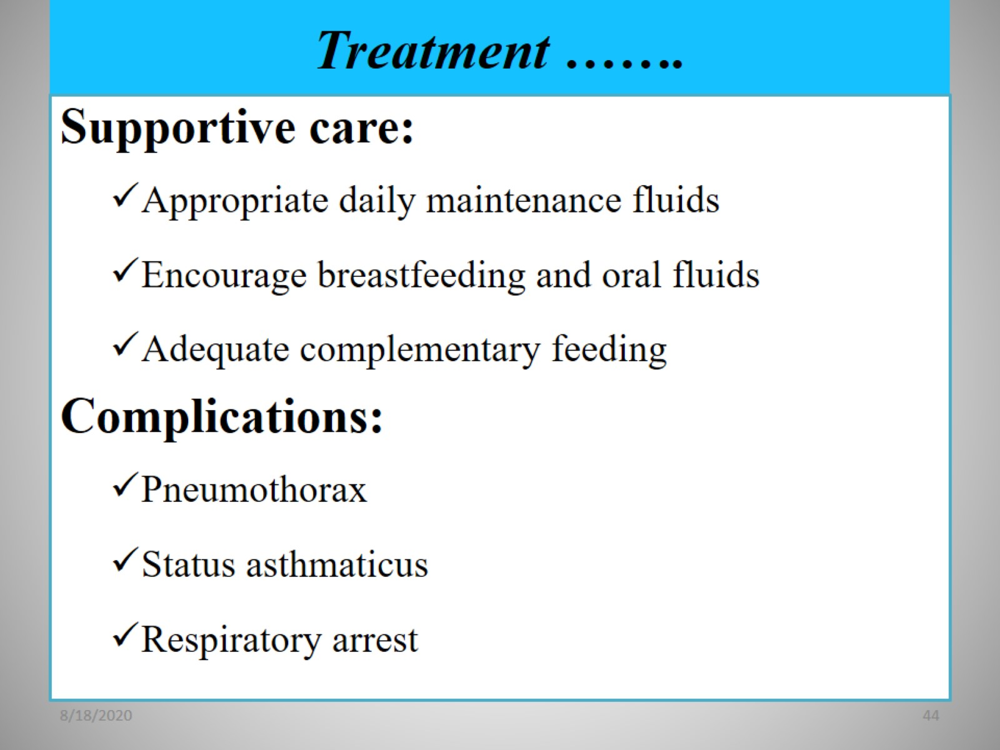 Treatment …….
Supportive care:
✓Appropriate daily maintenance fluids
✓Encourage breastfeeding and oral fluids
✓Adequate complementary feeding
Complications:
✓Pneumothorax
✓Status asthmaticus
✓Respiratory arrest
8/18/2020
44